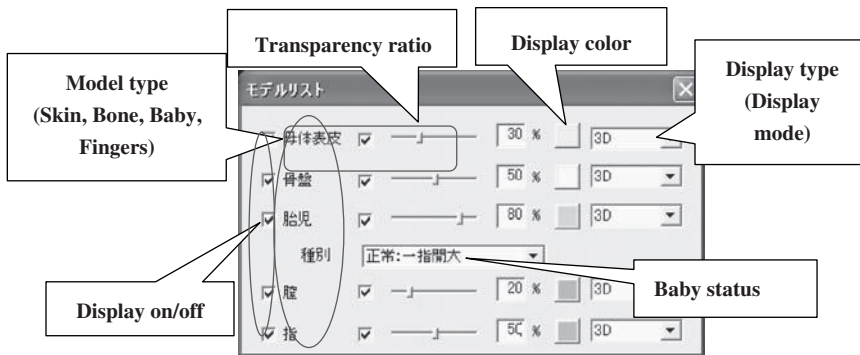 Transparency ratio
Display color
Model type
(Skin, Bone, Baby,
Fingers)
Display type
(Display
mode)
モデルリスト
母体表皮 30 % 3D
骨盤 50 % 3D
胎児 80 % 3D
種別 正常:一指開大
膣 20 % 3D
指 50 % 3D
Display on/off
Baby status